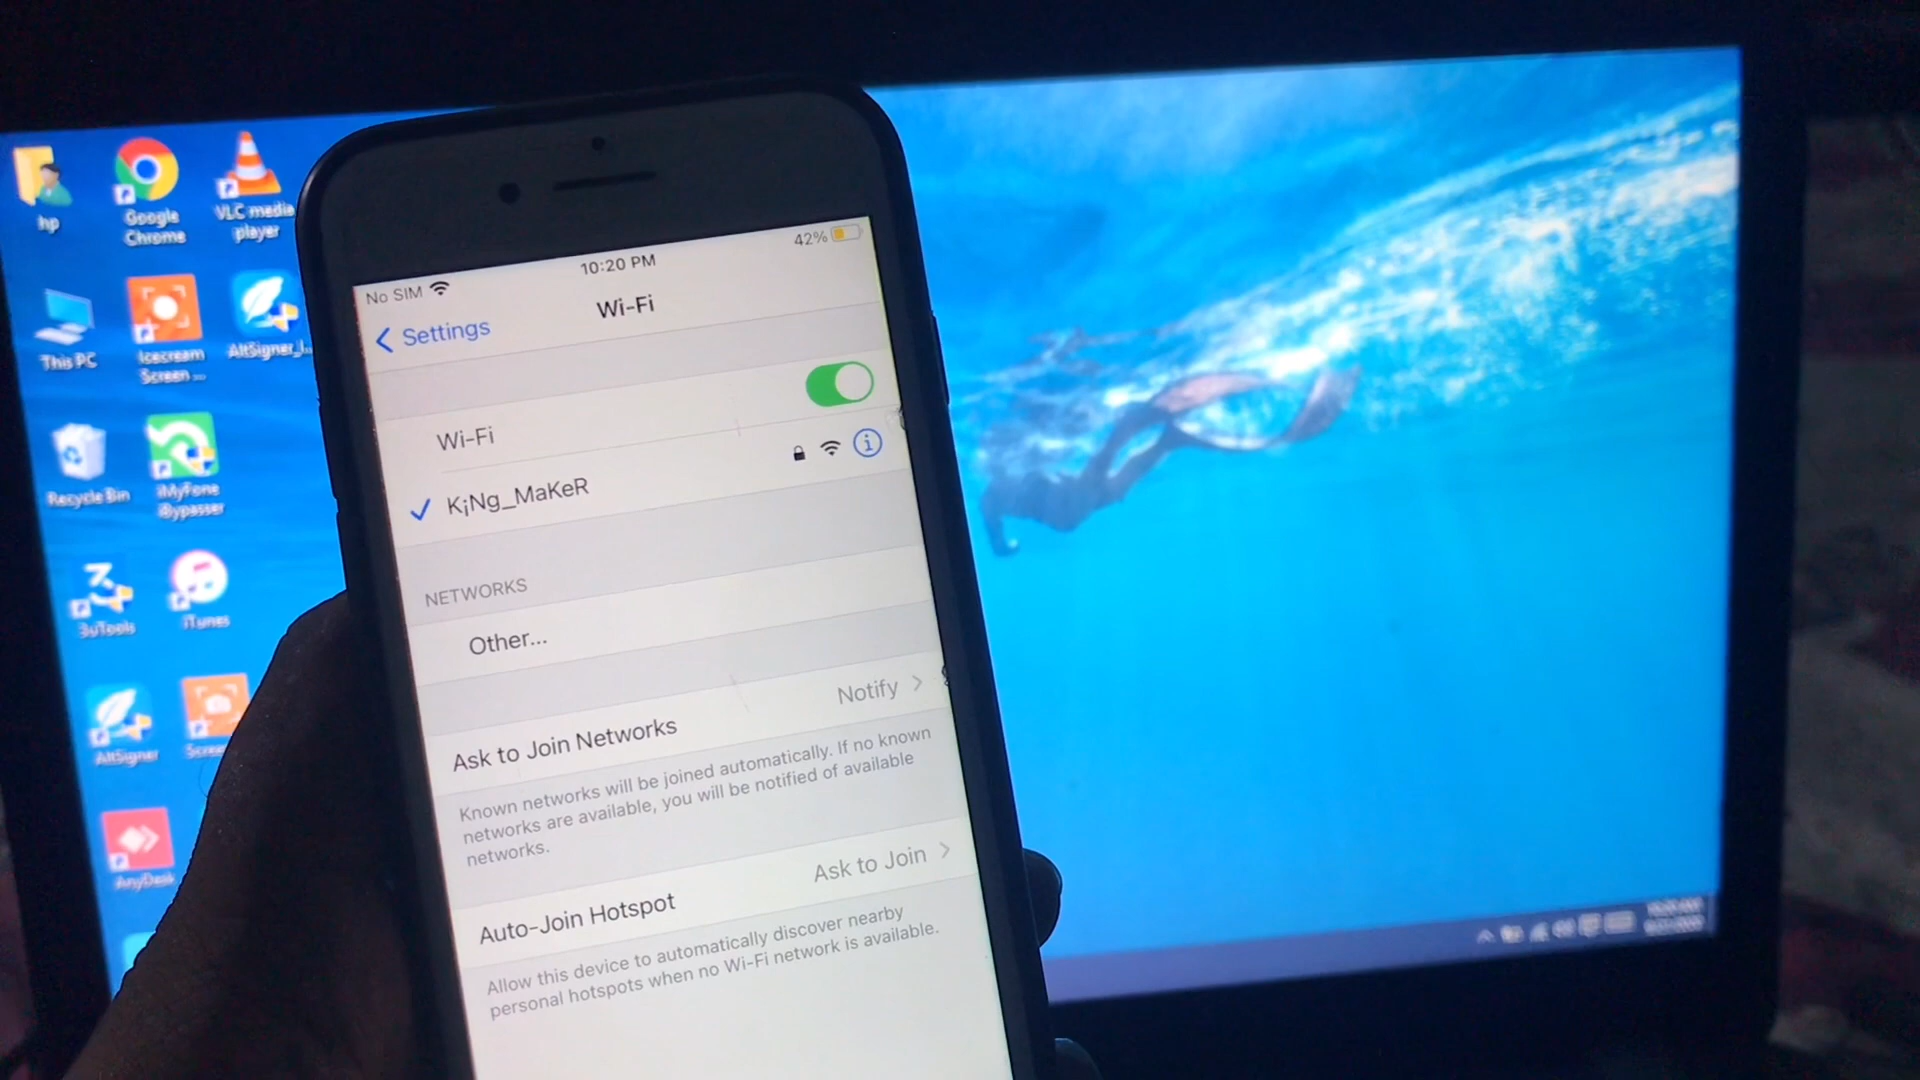 No SIM
10:20 PM
42%
Settings
Wi-Fi
Wi-Fi
K¡Ng_MaKeR
NETWORKS
Other...
Ask to Join Networks
Notify
Known networks will be joined automatically. If no known
networks are available, you will be notified of available
networks.
Auto-Join Hotspot
Ask to Join
Allow this device to automatically discover nearby
personal hotspots when no Wi-Fi network is available.
hp
Google
Chrome
VLC media
player
This PC
Icecream
Screen ...
AltSigner_I...
Recycle Bin
iMyFone
iBypasser
3uTools
iTunes
AltSigner
AnyDesk